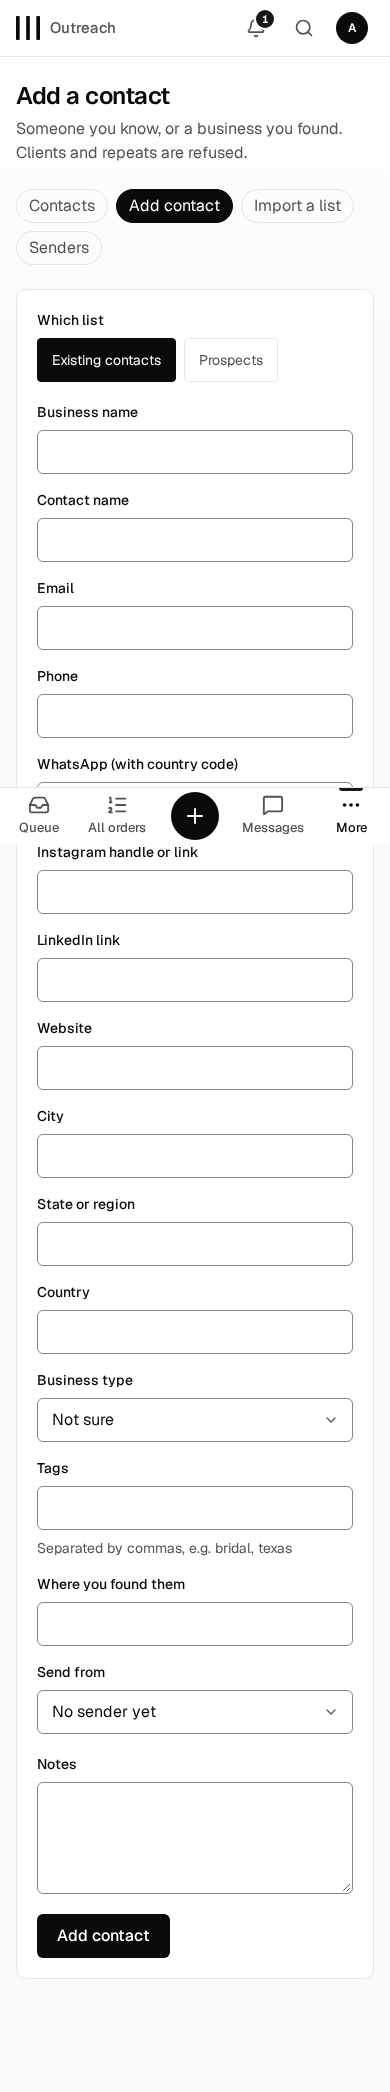 Outreach
1
A
Add a contact
Someone you know, or a business you found.
Clients and repeats are refused.
Contacts
Add contact
Import a list
Senders
Which list
Existing contacts
Prospects
Business name
Contact name
Email
Phone
WhatsApp (with country code)
Queue
All orders
Messages
More
Instagram handle or link
LinkedIn link
Website
City
State or region
Country
Business type
Not sure
Tags
Separated by commas, e.g. bridal, texas
Where you found them
Send from
No sender yet
Notes
Add contact